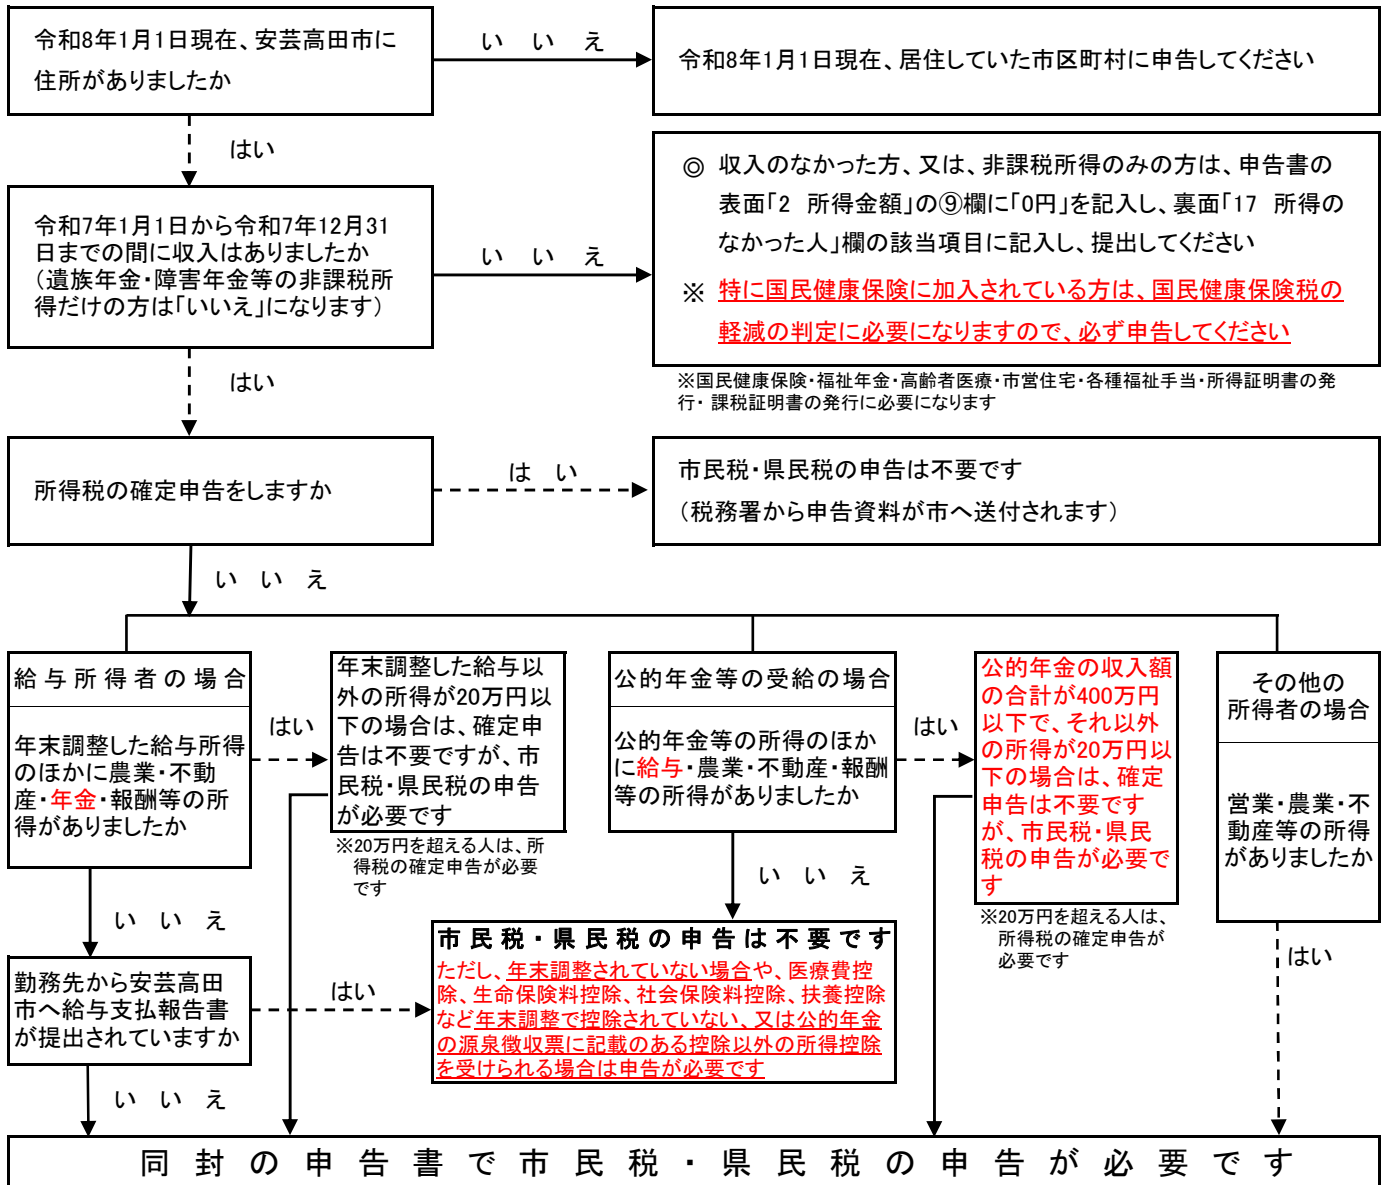 令和8年1月1日現在、安芸高田市に
住所がありましたか
いいえ
令和8年1月1日現在、居住していた市区町村に申告してください
はい
令和7年1月1日から令和7年12月31
日までの間に収入はありましたか
（遺族年金・障害年金等の非課税所
得だけの方は「いいえ」になります）
いいえ
◎ 収入のなかった方、又は、非課税所得のみの方は、申告書の
表面「2 所得金額」の⑨欄に「0円」を記入し、裏面「17 所得の
なかった人」欄の該当項目に記入し、提出してください
※ 特に国民健康保険に加入されている方は、国民健康保険税の
軽減の判定に必要になりますので、必ず申告してください
※国民健康保険・福祉年金・高齢者医療・市営住宅・各種福祉手当・所得証明書の発
行・ 課税証明書の発行に必要になります
はい
所得税の確定申告をしますか
はい
市民税・県民税の申告は不要です
（税務署から申告資料が市へ送付されます）
いいえ
給与所得者の場合
年末調整した給与所得
のほかに農業・不動
産・年金・報酬等の所
得がありましたか
はい
年末調整した給与以
外の所得が20万円以
下の場合は、確定申
告は不要ですが、市
民税・県民税の申告
が必要です
※20万円を超える人は、所
得税の確定申告が必要
です
公的年金等の受給の場合
公的年金等の所得のほか
に給与・農業・不動産・報酬
等の所得がありましたか
はい
公的年金の収入額
の合計が400万円
以下で、それ以外
の所得が20万円以
下の場合は、確定
申告は不要です
が、市民税・県民
税の申告が必要で
す
※20万円を超える人は、
所得税の確定申告が
必要です
その他の
所得者の場合
営業・農業・不
動産等の所得
がありましたか
はい
いいえ
いいえ
勤務先から安芸高田
市へ給与支払報告書
が提出されていますか
はい
市民税・県民税の申告は不要です
ただし、年末調整されていない場合や、医療費控
除、生命保険料控除、社会保険料控除、扶養控除
など年末調整で控除されていない、又は公的年金
の源泉徴収票に記載のある控除以外の所得控除
を受けられる場合は申告が必要です
いいえ
同封の申告書で市民税・県民税の申告が必要です